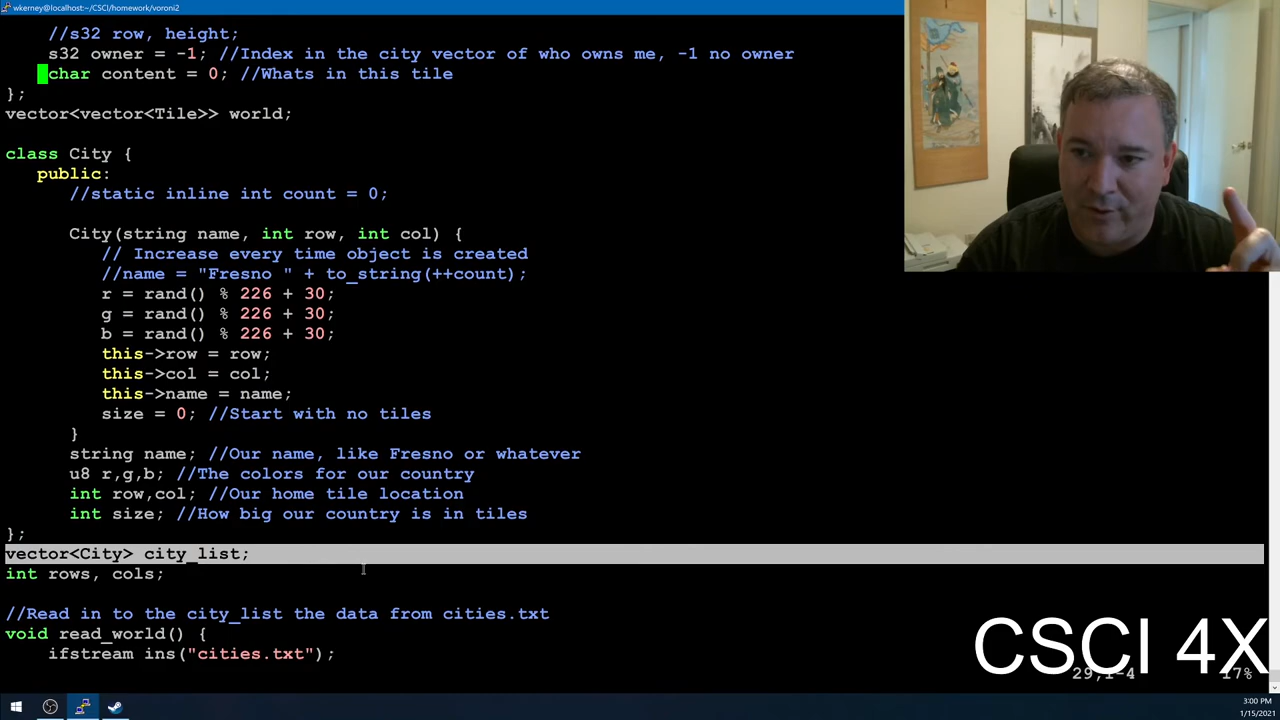 wkerney@localhost:~/CSCI/homework/voroni2
//s32 row, height;
s32 owner = -1; //Index in the city vector of who owns me, -1 no owner
char content = 0; //Whats in this tile
};
vector<vector<Tile>> world;
class City {
public:
//static inline int count = 0;
City(string name, int row, int col) {
// Increase every time object is created
//name = "Fresno " + to_string(++count);
r = rand() % 226 + 30;
g = rand() % 226 + 30;
b = rand() % 226 + 30;
this->row = row;
this->col = col;
this->name = name;
size = 0; //Start with no tiles
}
string name; //Our name, like Fresno or whatever
u8 r,g,b; //The colors for our country
int row,col; //Our home tile location
int size; //How big our country is in tiles
};
vector<City> city_list;
int rows, cols;
//Read in to the city_list the data from cities.txt
void read_world() {
ifstream ins("cities.txt");
CSCI 4X
29,1-4 17%
3:00 PM
1/15/2021